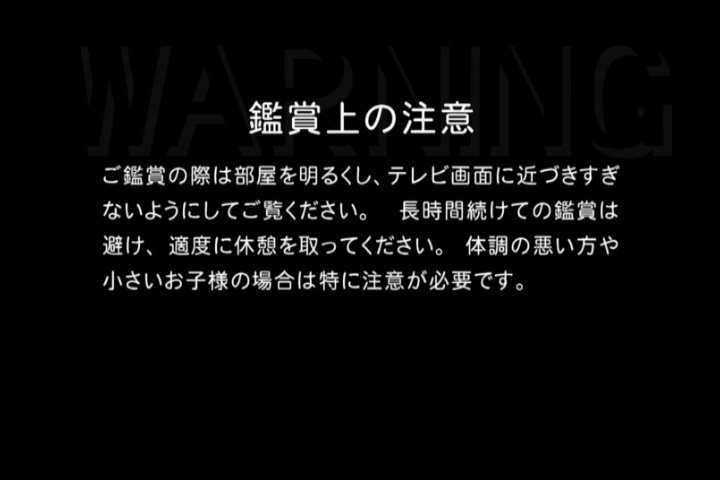 WARNING
鑑賞上の注意
ご鑑賞の際は部屋を明るくし、テレビ画面に近づきすぎ
ないようにしてご覧ください。 長時間続けての鑑賞は
避け、適度に休憩を取ってください。 体調の悪い方や
小さいお子様の場合は特に注意が必要です。